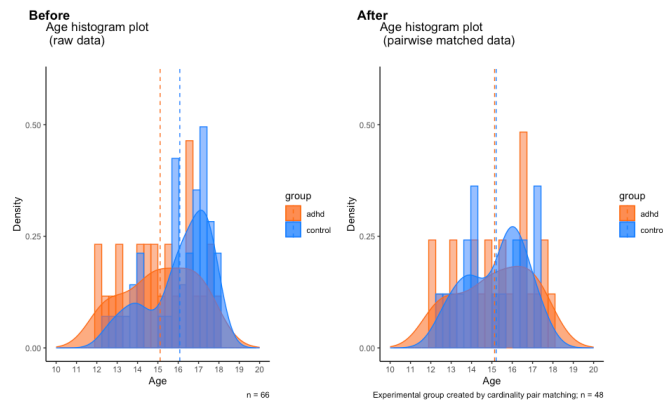 Before
Age histogram plot
(raw data)
0.50
0.25
0.00
Density
10 11 12 13 14 15 16 17 18 19 20
Age
group
adhd
control
n = 66
After
Age histogram plot
(pairwise matched data)
0.50
0.25
0.00
Density
10 11 12 13 14 15 16 17 18 19 20
Age
group
adhd
control
Experimental group created by cardinality pair matching; n = 48